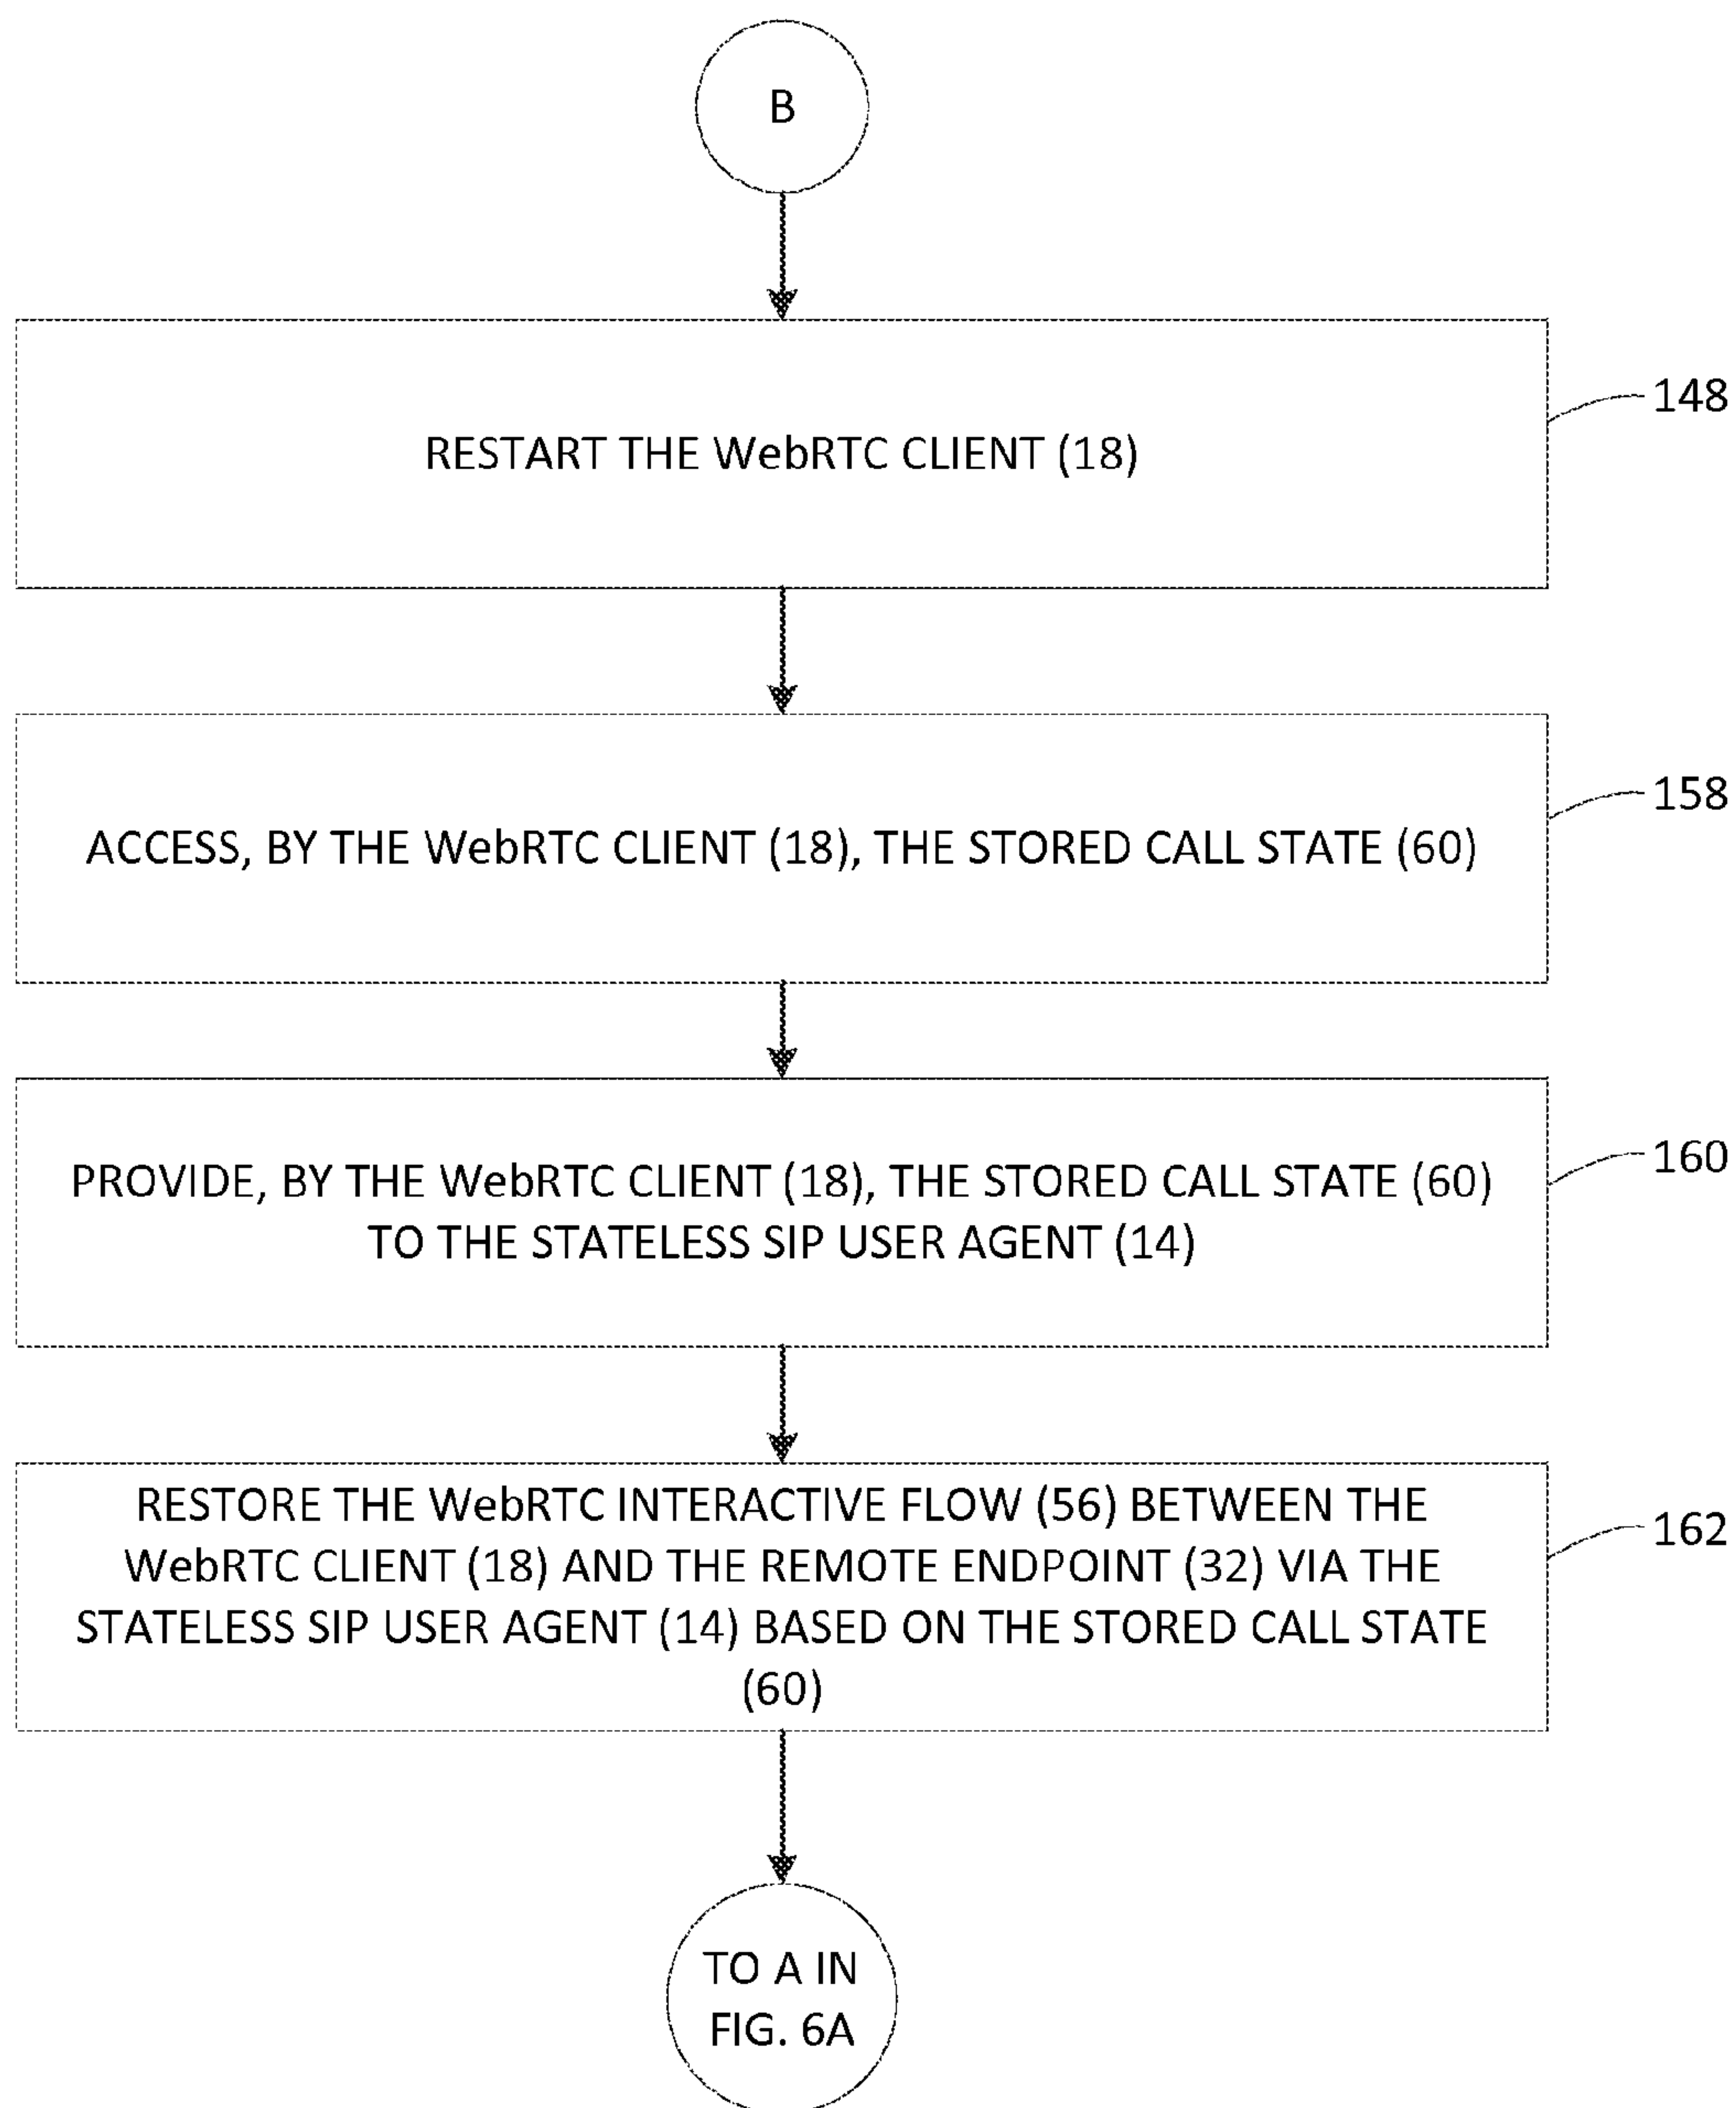 B
RESTART THE WebRTC CLIENT (18)
148
ACCESS, BY THE WebRTC CLIENT (18), THE STORED CALL STATE (60)
158
PROVIDE, BY THE WebRTC CLIENT (18), THE STORED CALL STATE (60)
TO THE STATELESS SIP USER AGENT (14)
160
RESTORE THE WebRTC INTERACTIVE FLOW (56) BETWEEN THE
WebRTC CLIENT (18) AND THE REMOTE ENDPOINT (32) VIA THE
STATELESS SIP USER AGENT (14) BASED ON THE STORED CALL STATE
(60)
162
TO A IN
FIG. 6A